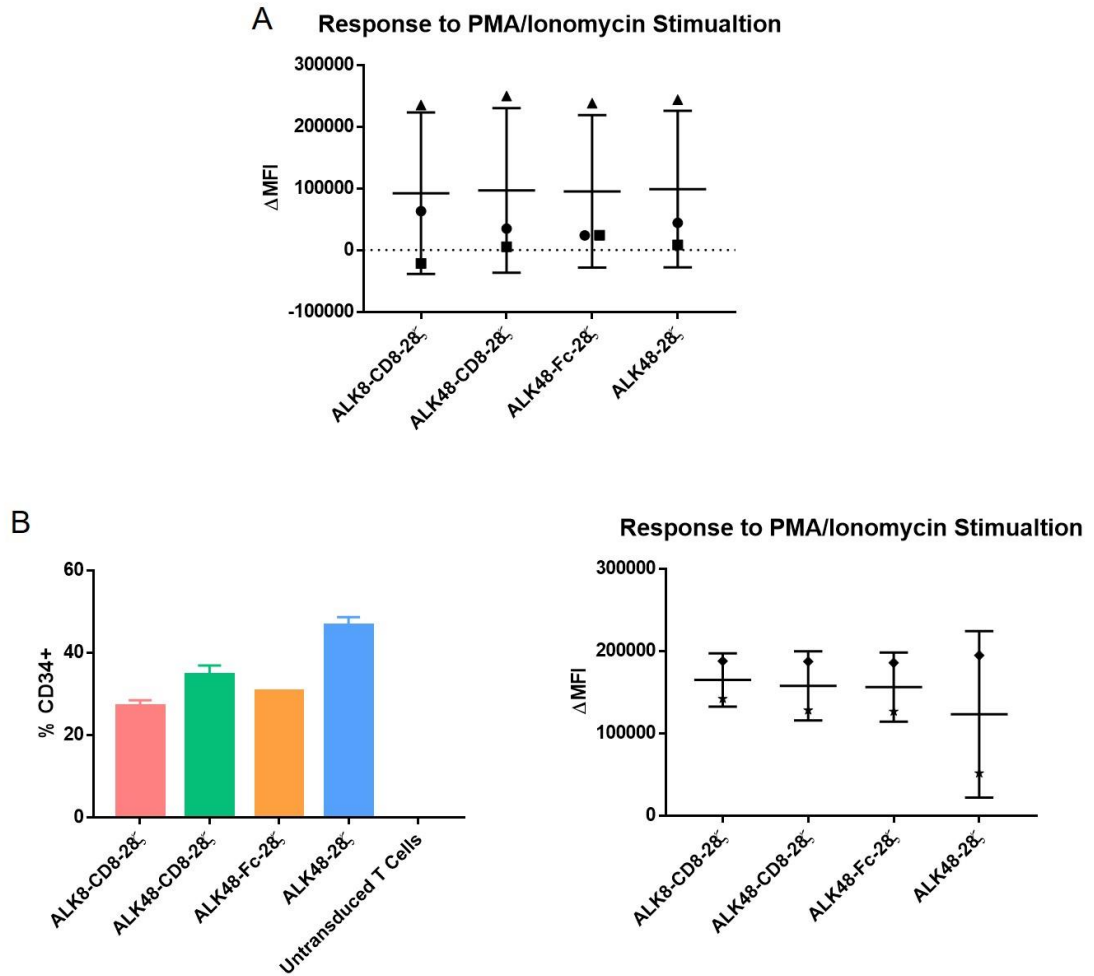 A
Response to PMA/Ionomycin Stimualtion
300000
200000
100000
0
-100000
ΔMFI
ALK8-CD8-28ζ
ALK48-CD8-28ζ
ALK48-Fc-28ζ
ALK48-28ζ
B
60
40
20
0
% CD34+
ALK8-CD8-28ζ
ALK48-CD8-28ζ
ALK48-Fc-28ζ
ALK48-28ζ
Untransduced T Cells
Response to PMA/Ionomycin Stimualtion
300000
200000
100000
0
ΔMFI
ALK8-CD8-28ζ
ALK48-CD8-28ζ
ALK48-Fc-28ζ
ALK48-28ζ